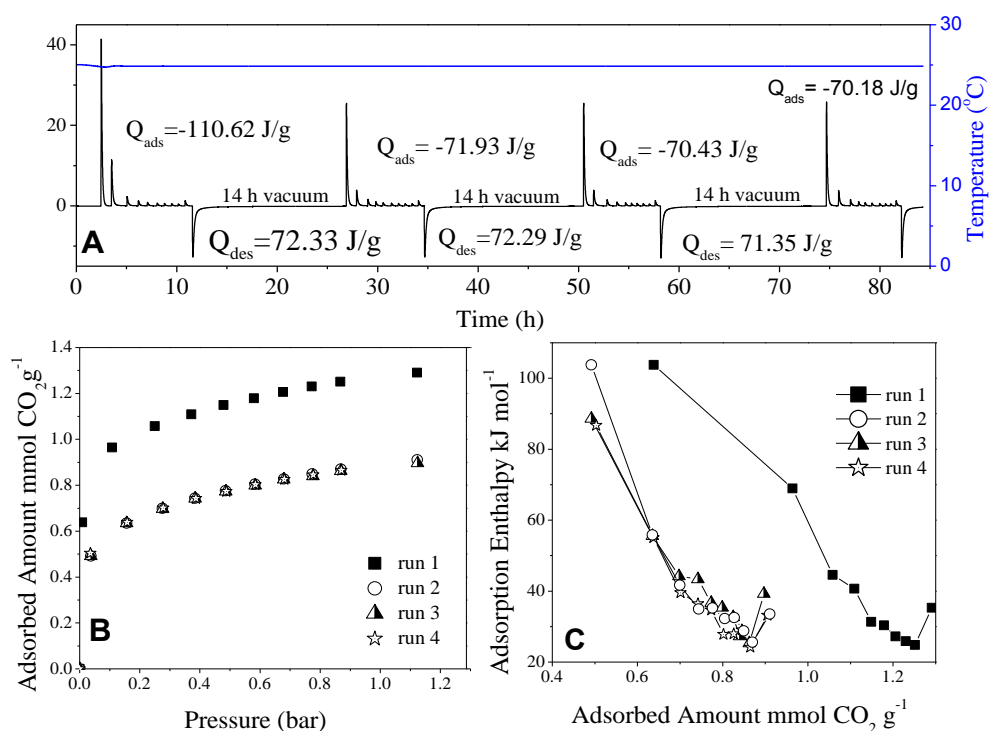 40
20
0
30
20
10
0
Temperature (°C)
Q_ads = -70.18 J/g
Q_ads=-110.62 J/g
Q_ads= -71.93 J/g
Q_ads= -70.43 J/g
14 h vacuum
14 h vacuum
14 h vacuum
A
Q_des=72.33 J/g
Q_des=72.29 J/g
Q_des= 71.35 J/g
0 10 20 30 40 50 60 70 80
Time (h)
Adsorbed Amount mmol CO₂g⁻¹
1.4
1.2
1.0
0.8
0.6
0.4
0.2
0.0
run 1
run 2
run 3
run 4
B
0.0 0.2 0.4 0.6 0.8 1.0 1.2
Pressure (bar)
Adsorption Enthalpy kJ mol⁻¹
100
80
60
40
20
run 1
run 2
run 3
run 4
C
0.4 0.6 0.8 1.0 1.2
Adsorbed Amount mmol CO₂ g⁻¹